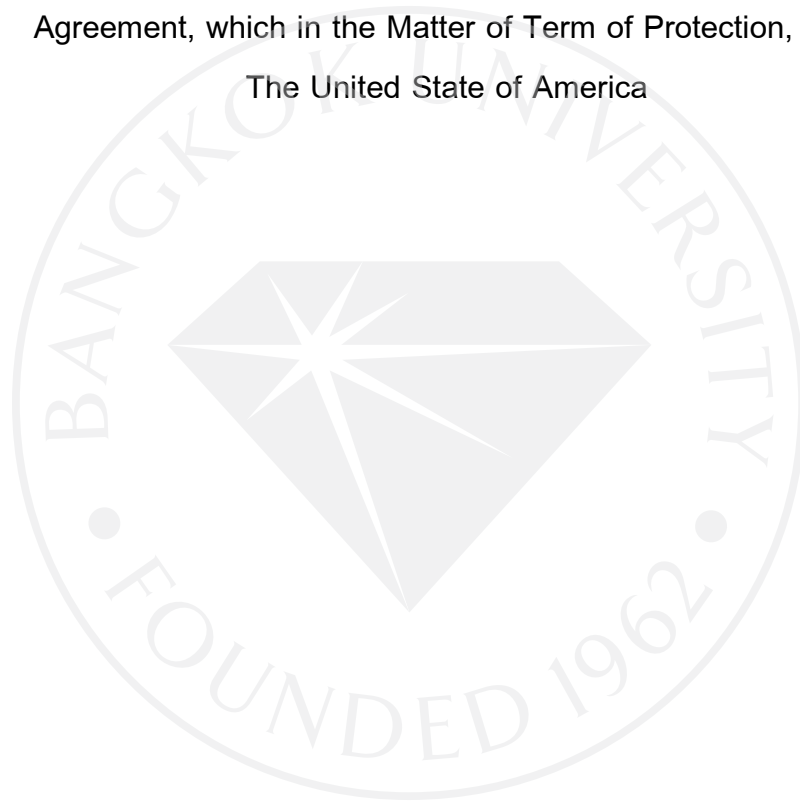 Agreement, which in the Matter of Term of Protection,
The United State of America
BANGKOK UNIVERSITY
FOUNDED 1962